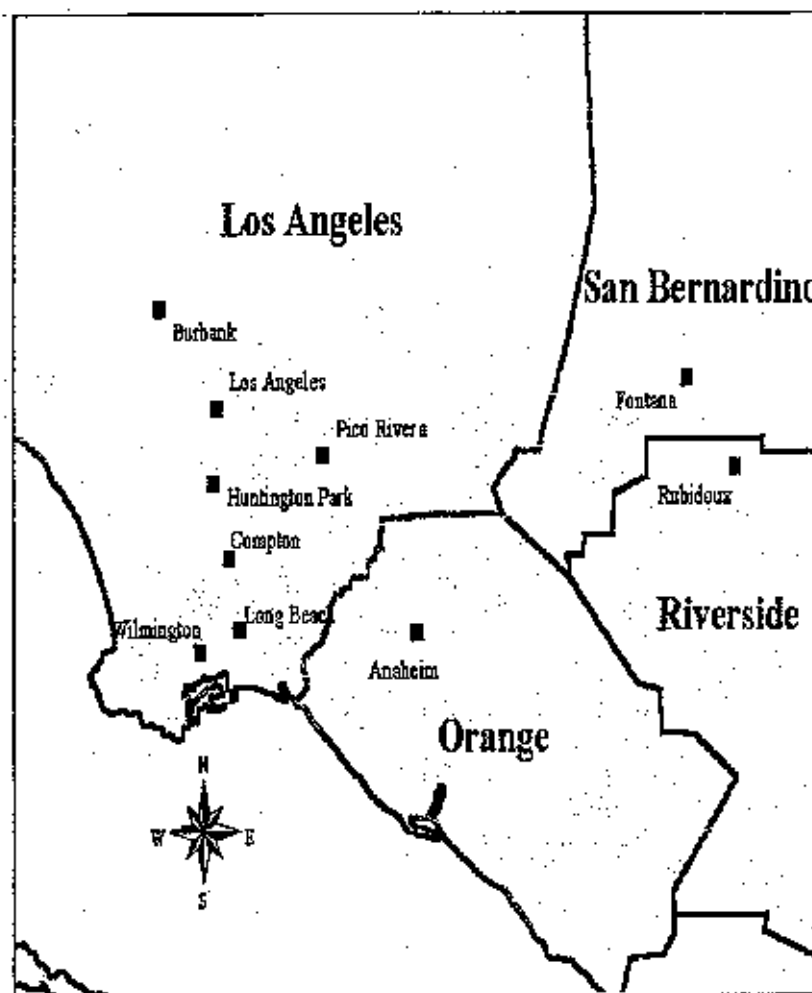 Los Angeles
San Bernardino
Burbank
Los Angeles
Fontana
Pico Rivera
Rubidoux
Huntington Park
Compton
Long Beach
Riverside
Wilmington
Anaheim
Orange
N
W
E
S